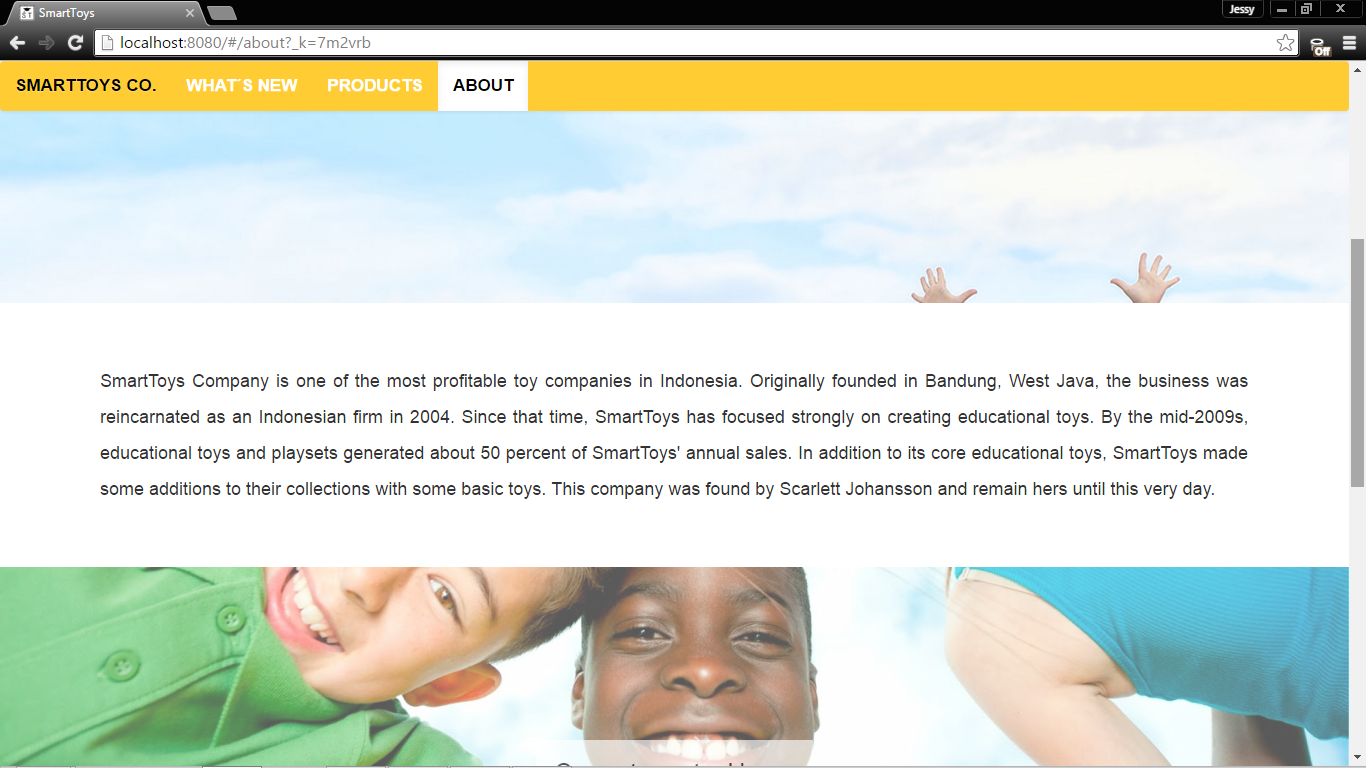 SmartToys
Jessy
localhost:8080/#/about?_k=7m2vrb
Off
SMARTTOYS CO. WHAT´S NEW PRODUCTS ABOUT
SmartToys Company is one of the most profitable toy companies in Indonesia. Originally founded in Bandung, West Java, the business was
reincarnated as an Indonesian firm in 2004. Since that time, SmartToys has focused strongly on creating educational toys. By the mid-2009s,
educational toys and playsets generated about 50 percent of SmartToys' annual sales. In addition to its core educational toys, SmartToys made
some additions to their collections with some basic toys. This company was found by Scarlett Johansson and remain hers until this very day.